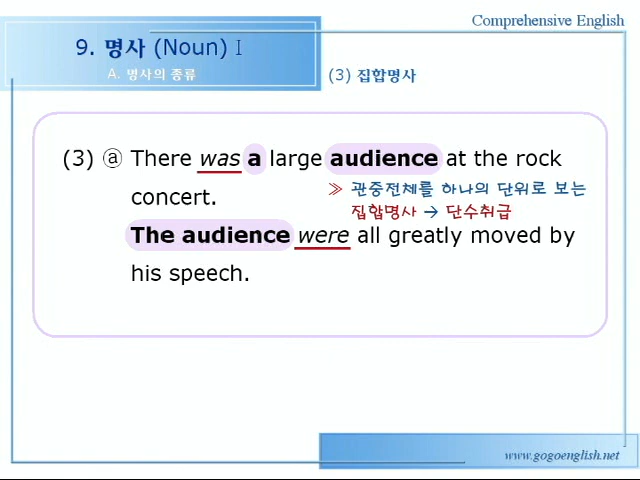 Comprehensive English
9. 명사 (Noun) I
A. 명사의 종류
(3) 집합명사
(3) ⓐ There was a large audience at the rock
concert.
≫ 관중전체를 하나의 단위로 보는
집합명사 → 단수취급
The audience were all greatly moved by
his speech.
www.gogoenglish.net